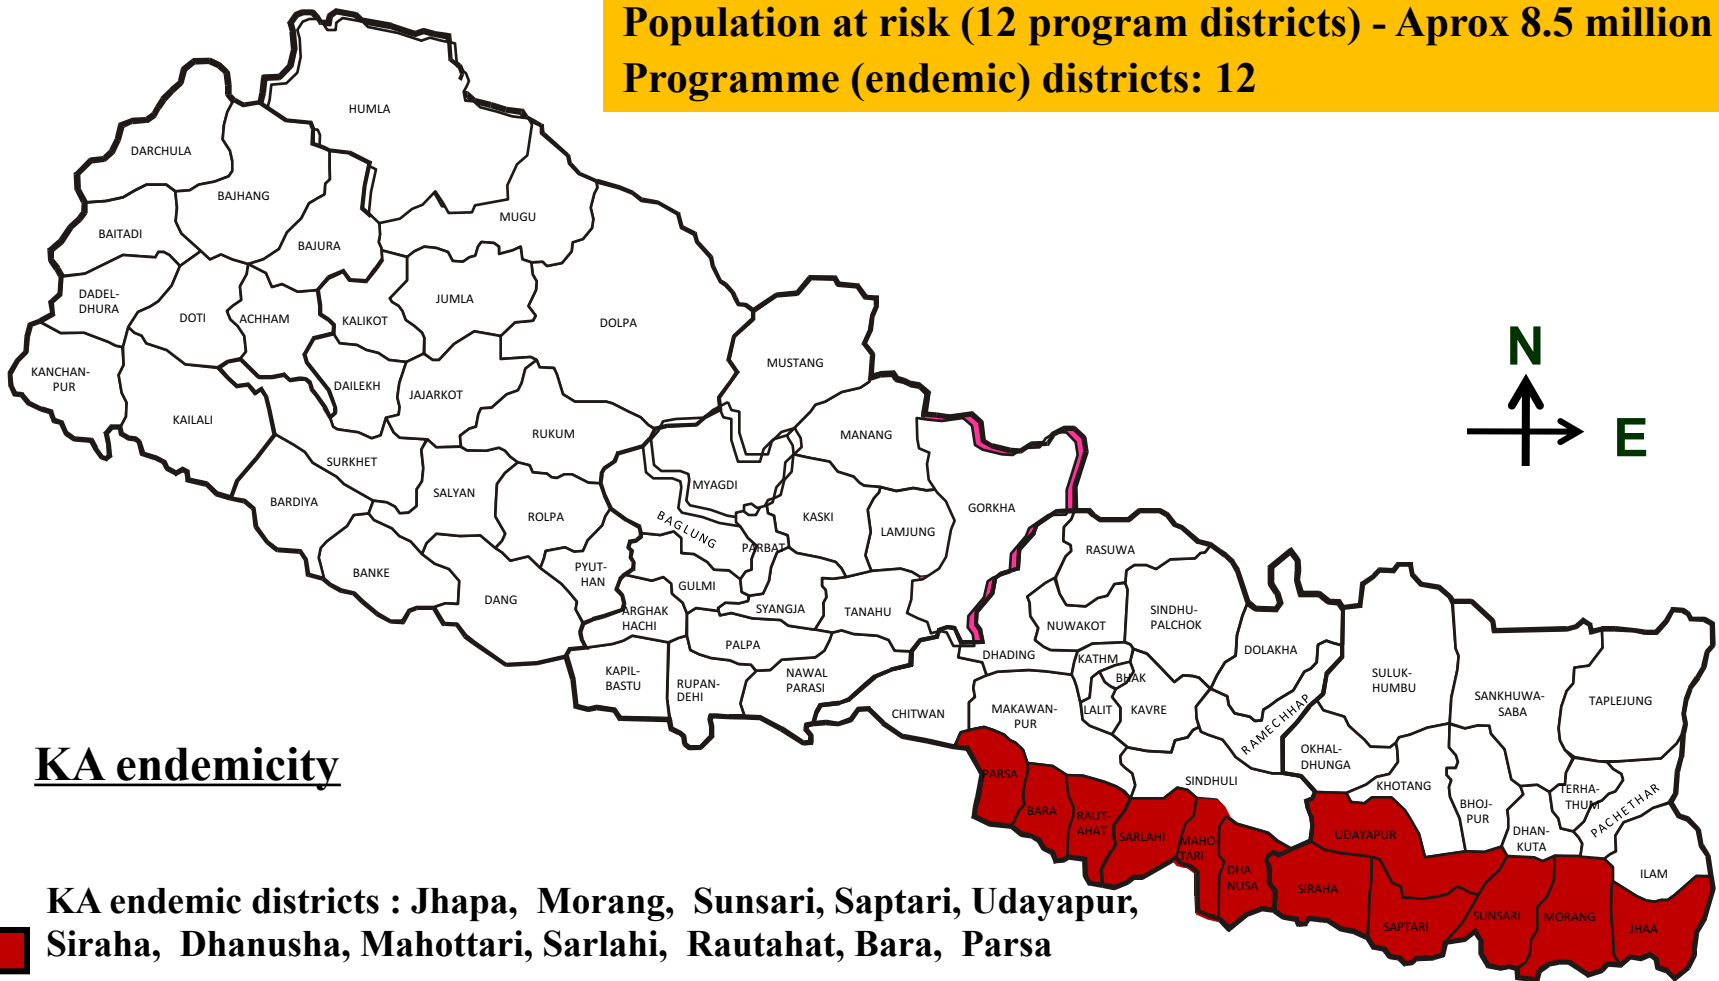 Population at risk (12 program districts) - Aprox 8.5 million
Programme (endemic) districts: 12
HUMLA
DARCHULA
BAJHANG
MUGU
BAITADI
BAJURA
DADEL-
DHURA
DOTI
ACHHAM
KALIKOT
JUMLA
DOLPA
KANCHAN-
PUR
MUSTANG
DAILEKH
JAJARKOT
KAILALI
RUKUM
MANANG
SURKHET
BARDIYA
SALYAN
MYAGDI
ROLPA
BAGLUNG
PARBAT
KASKI
LAMJUNG
GORKHA
RASUWA
BANKE
DANG
PYUT-
HAN
GULMI
ARGHAK
HACHI
SYANGJA
TANAHU
NUWAKOT
SINDHU-
PALCHOK
PALPA
DHADING
KATHM
BHAK
DOLAKHA
KAPIL-
BASTU
RUPAN-
DEHI
NAWAL
PARASI
CHITWAN
MAKAWAN-
PUR
LALIT
KAVRE
RAMECHHAP
SULUK-
HUMBU
SANKHUWA-
SABA
TAPLEJUNG
OKHAL-
DHUNGA
SINDHULI
KHOTANG
BHOJ-
PUR
TERHA-
THUM
PACHETHAR
DHAN-
KUTA
ILAM
PARSA
BARA
RAUT-
AHAT
SARLAHI
MAHO-
TARI
DHA
NUSA
UDAYAPUR
SIRAHA
SAPTARI
SUNSARI
MORANG
JHAA
N
E
KA endemicity
KA endemic districts : Jhapa, Morang, Sunsari, Saptari, Udayapur,
Siraha, Dhanusha, Mahottari, Sarlahi, Rautahat, Bara, Parsa